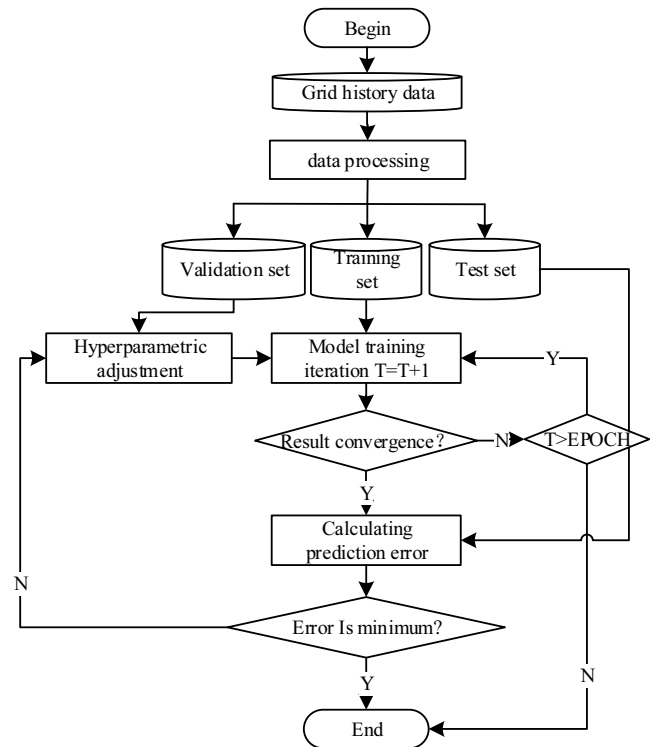 Begin
Grid history data
data processing
Validation set
Training
set
Test set
Hyperparametric
adjustment
Model training
iteration T=T+1
Y
Result convergence?
N
T>EPOCH
Y
Calculating
prediction error
N
Error Is minimum?
Y
N
End